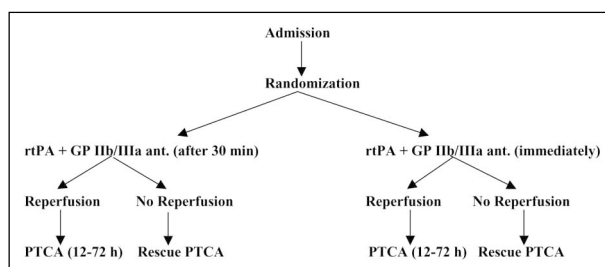 Admission
Randomization
rtPA + GP IIb/IIIa ant. (after 30 min) rtPA + GP IIb/IIIa ant. (immediately)
Reperfusion No Reperfusion Reperfusion No Reperfusion
PTCA (12-72 h) Rescue PTCA PTCA (12-72 h) Rescue PTCA